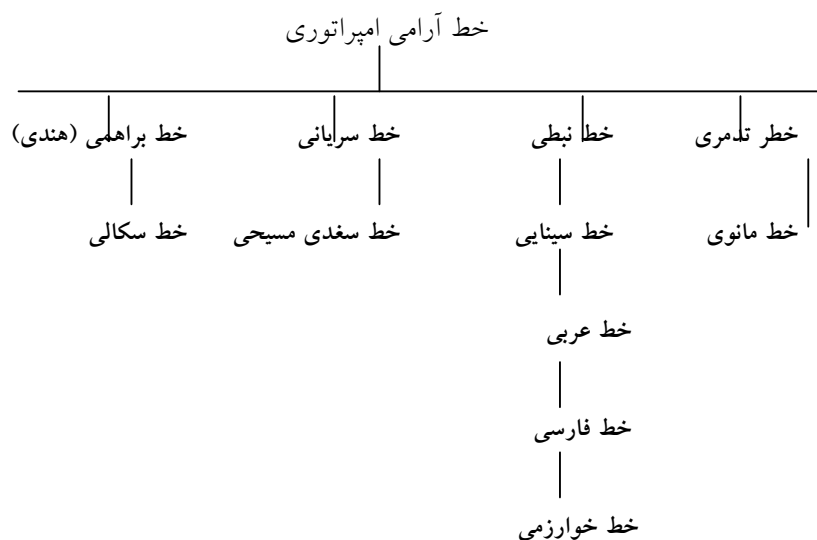 خط آرامی امپراتوری
خطر تدمری خط نبطی خط سریانی خط براهمی (هندی)
خط مانوی خط سینایی خط سغدی مسیحی خط سکالی
خط عربی
خط فارسی
خط خوارزمی